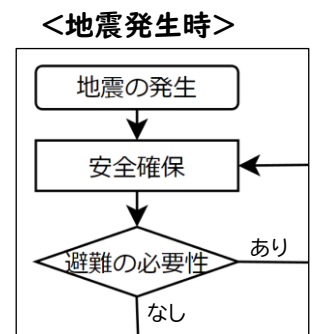 ＜地震発生時＞
地震の発生
安全確保
避難の必要性
あり
なし